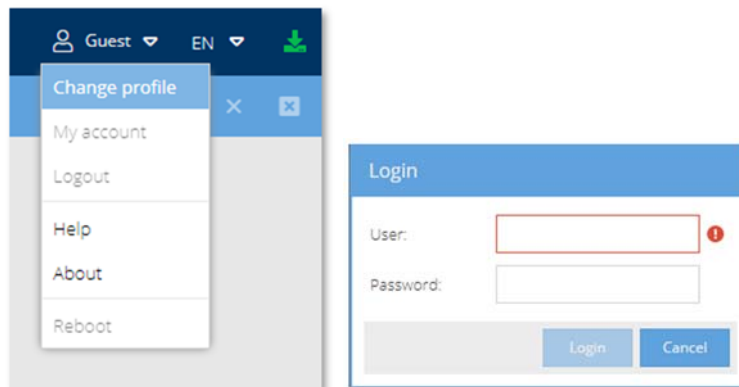 Guest EN
Change profile
My account
Logout
Help
About
Reboot
Login
User:
Password:
Login Cancel